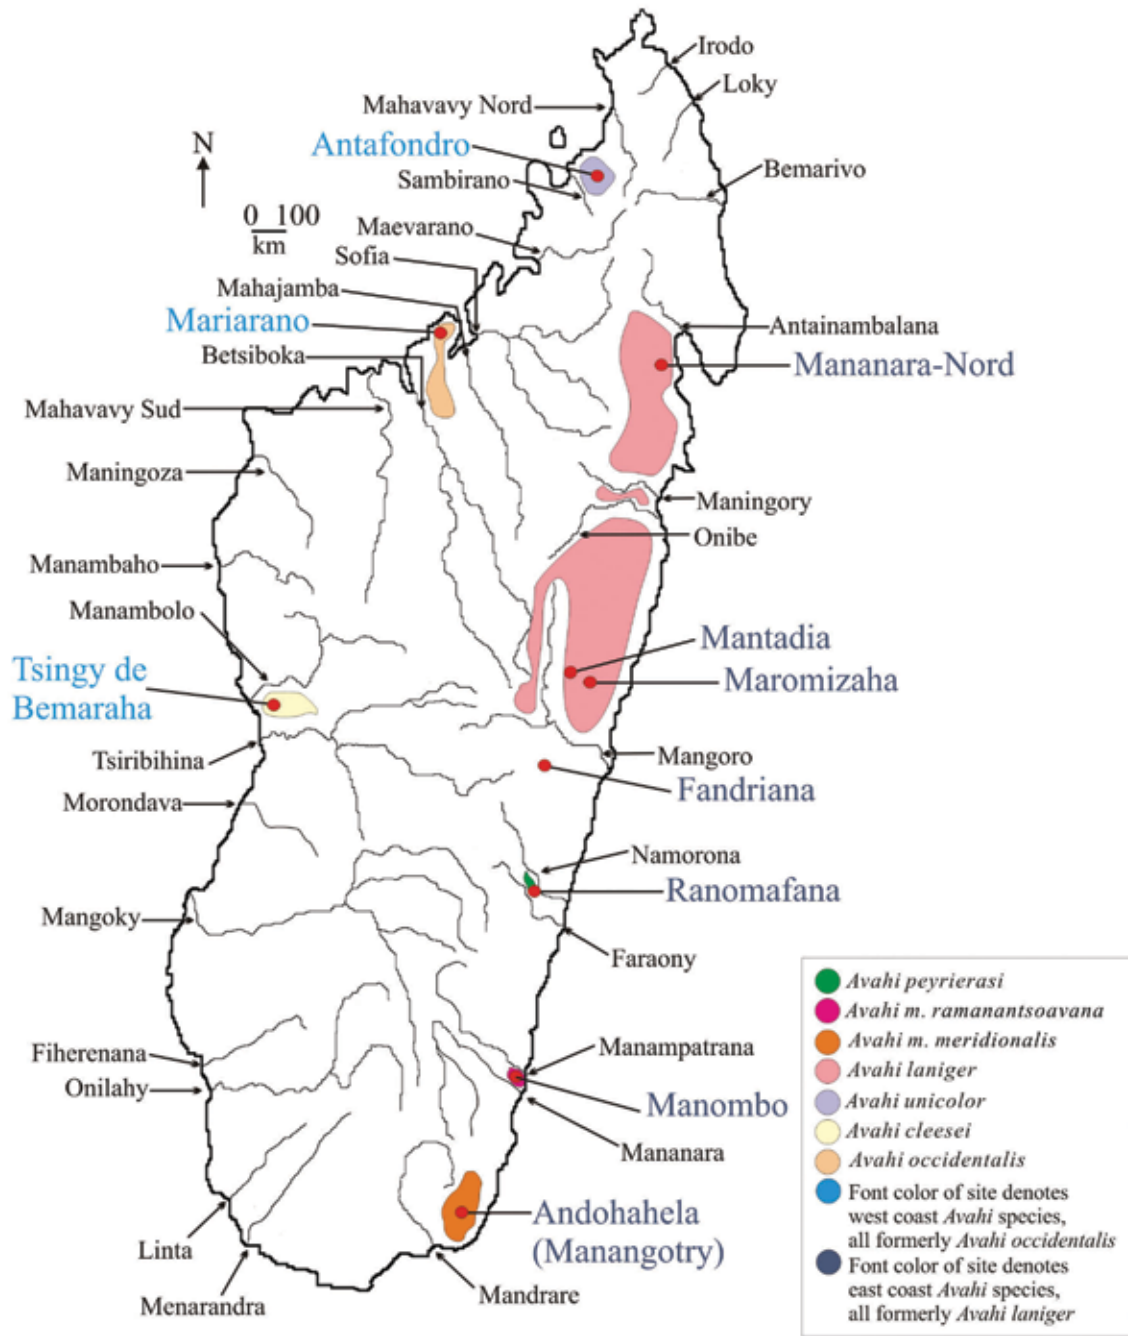 Irodo
Loky
Mahavavy Nord
N
Antafondro
Bemarivo
Sambirano
0 100
km
Maevarano
Sofia
Mahajamba
Mariarano
Antainambalana
Betsiboka
Mananara-Nord
Mahavavy Sud
Maningoza
Maningory
Onibe
Manambaho
Manambolo
Mantadia
Tsingy de
Bemaraha
Maromizaha
Tsiribihina
Mangoro
Fandriana
Morondava
Namorona
Ranomafana
Mangoky
Faraony
Avahi peyrierasi
Avahi m. ramanantsoavana
Avahi m. meridionalis
Avahi laniger
Avahi unicolor
Avahi cleesei
Avahi occidentalis
Font color of site denotes
west coast Avahi species,
all formerly Avahi occidentalis
Font color of site denotes
east coast Avahi species,
all formerly Avahi laniger
Fiherenana
Manampatrana
Onilahy
Manombo
Mananara
Andohahela
(Manangotry)
Linta
Menarandra
Mandrare